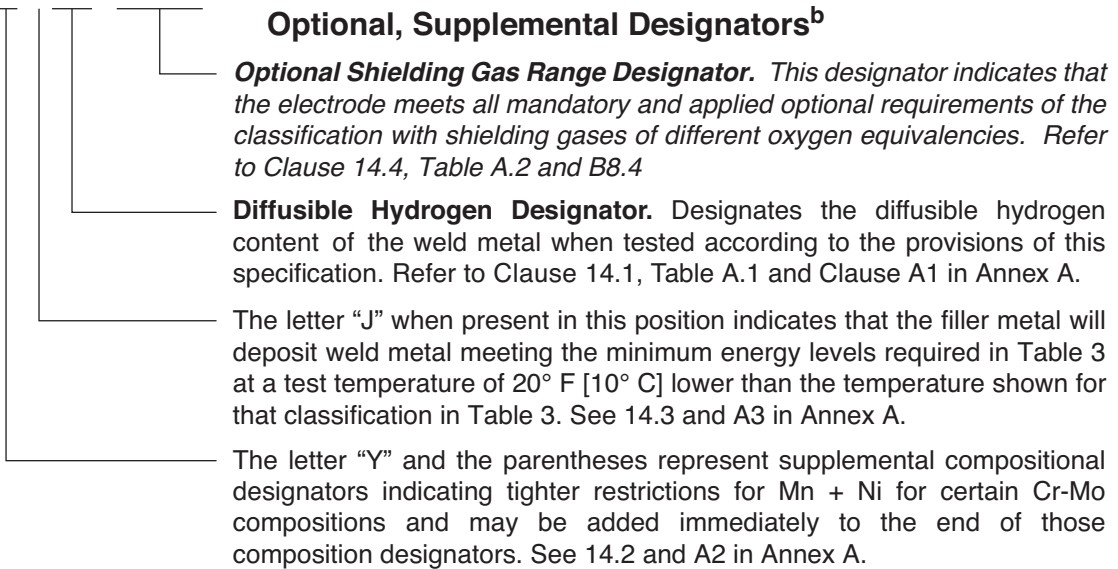 Optional, Supplemental Designatorsb
Optional Shielding Gas Range Designator. This designator indicates that
the electrode meets all mandatory and applied optional requirements of the
classification with shielding gases of different oxygen equivalencies. Refer
to Clause 14.4, Table A.2 and B8.4
Diffusible Hydrogen Designator. Designates the diffusible hydrogen
content of the weld metal when tested according to the provisions of this
specification. Refer to Clause 14.1, Table A.1 and Clause A1 in Annex A.
The letter “J” when present in this position indicates that the filler metal will
deposit weld metal meeting the minimum energy levels required in Table 3
at a test temperature of 20° F [10° C] lower than the temperature shown for
that classification in Table 3. See 14.3 and A3 in Annex A.
The letter “Y” and the parentheses represent supplemental compositional
designators indicating tighter restrictions for Mn + Ni for certain Cr-Mo
compositions and may be added immediately to the end of those
composition designators. See 14.2 and A2 in Annex A.